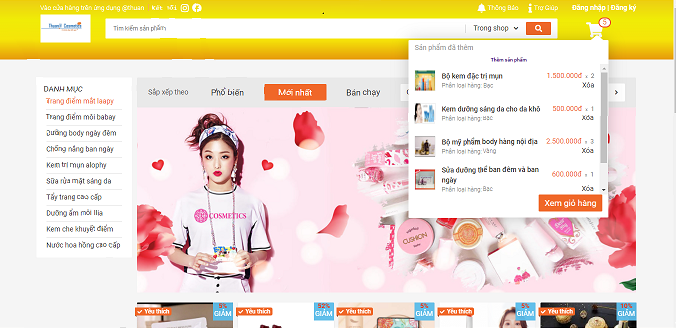 Vào cửa hàng trên ứng dụng @thuan Kết Nối
Thông Báo Trợ Giúp Đăng nhập | Đăng ký
Thuanli Cosmetics
Tìm kiếm sản phẩm
Trong shop
5
Sản phẩm đã thêm
Thêm sản phẩm
Bộ kem đặc trị mụn 1.500.000đ x 2
Phân loại hàng: Bạc Xóa
Kem dưỡng sáng da cho da khô 500.000đ x 1
Phân loại hàng: Bạc Xóa
Bộ mỹ phẩm body hàng nội địa 2.500.000đ x 3
Phân loại hàng: Vàng Xóa
Sửa dưỡng thể ban đêm và ban ngày 600.000đ x 1
Phân loại hàng: Bạc Xóa
Xem giỏ hàng
DANH MỤC
Trang điểm mắt laapy
Trang điểm môi babay
Dưỡng body ngày đêm
Chống nắng ban ngày
Kem trị mụn alophy
Sữa rửa mặt sáng da
Tẩy trang cao cấp
Dưỡng ẩm môi Ilia
Kem che khuyết điểm
Nước hoa hồng cao cấp
Sắp xếp theo Phổ biến Mới nhất Bán chạy
COSMETICS
CUSHION
Yêu thích 5% GIẢM
Yêu thích 52% GIẢM
Yêu thích 5% GIẢM
Yêu thích 5% GIẢM
Yêu thích 10% GIẢM